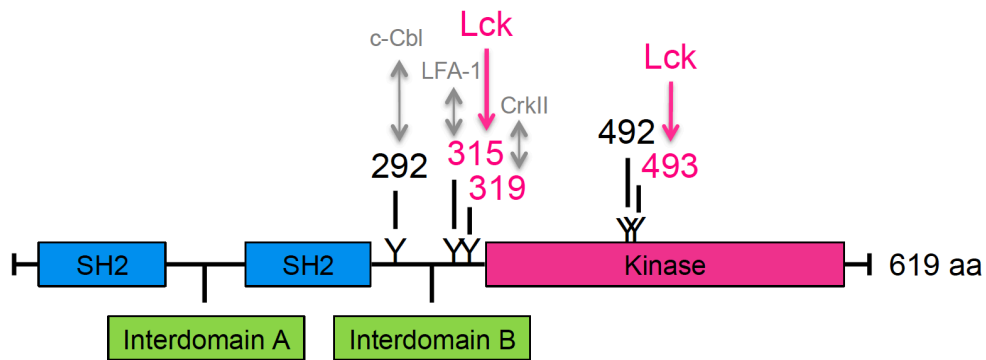 Lck
c-Cbl
LFA-1
Lck
CrkII
492
315
292
493
319
Y
Y
Y
Y
Y
SH2
SH2
Kinase
619 aa
Interdomain A
Interdomain B